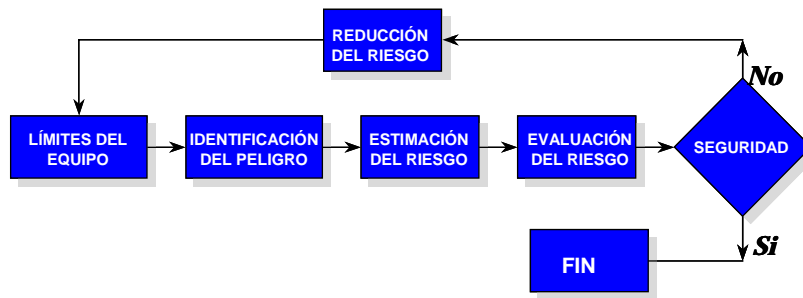 REDUCCIÓN
DEL RIESGO
No
LÍMITES DEL
EQUIPO
IDENTIFICACIÓN
DEL PELIGRO
ESTIMACIÓN
DEL RIESGO
EVALUACIÓN
DEL RIESGO
SEGURIDAD
Si
FIN